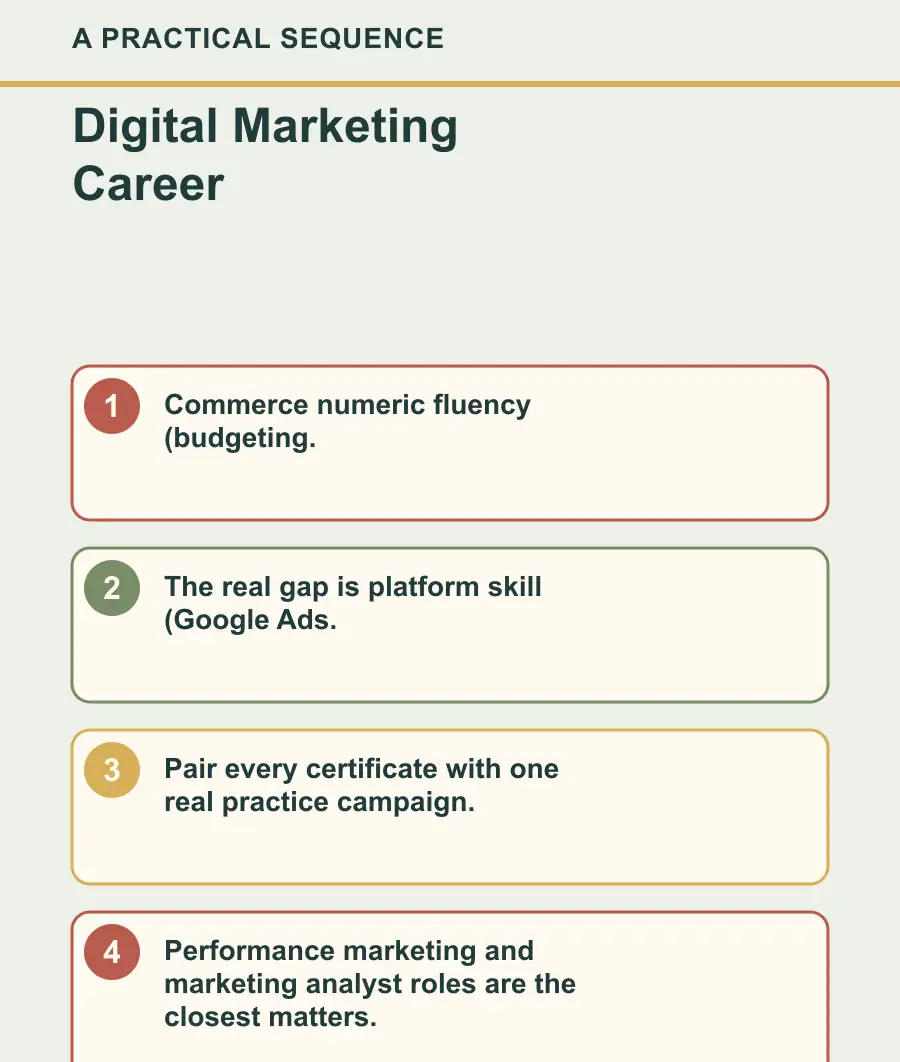 A PRACTICAL SEQUENCE
Digital Marketing
Career
1
Commerce numeric fluency
(budgeting.
2
The real gap is platform skill
(Google Ads.
3
Pair every certificate with one
real practice campaign.
4
Performance marketing and
marketing analyst roles are the
closest matters.